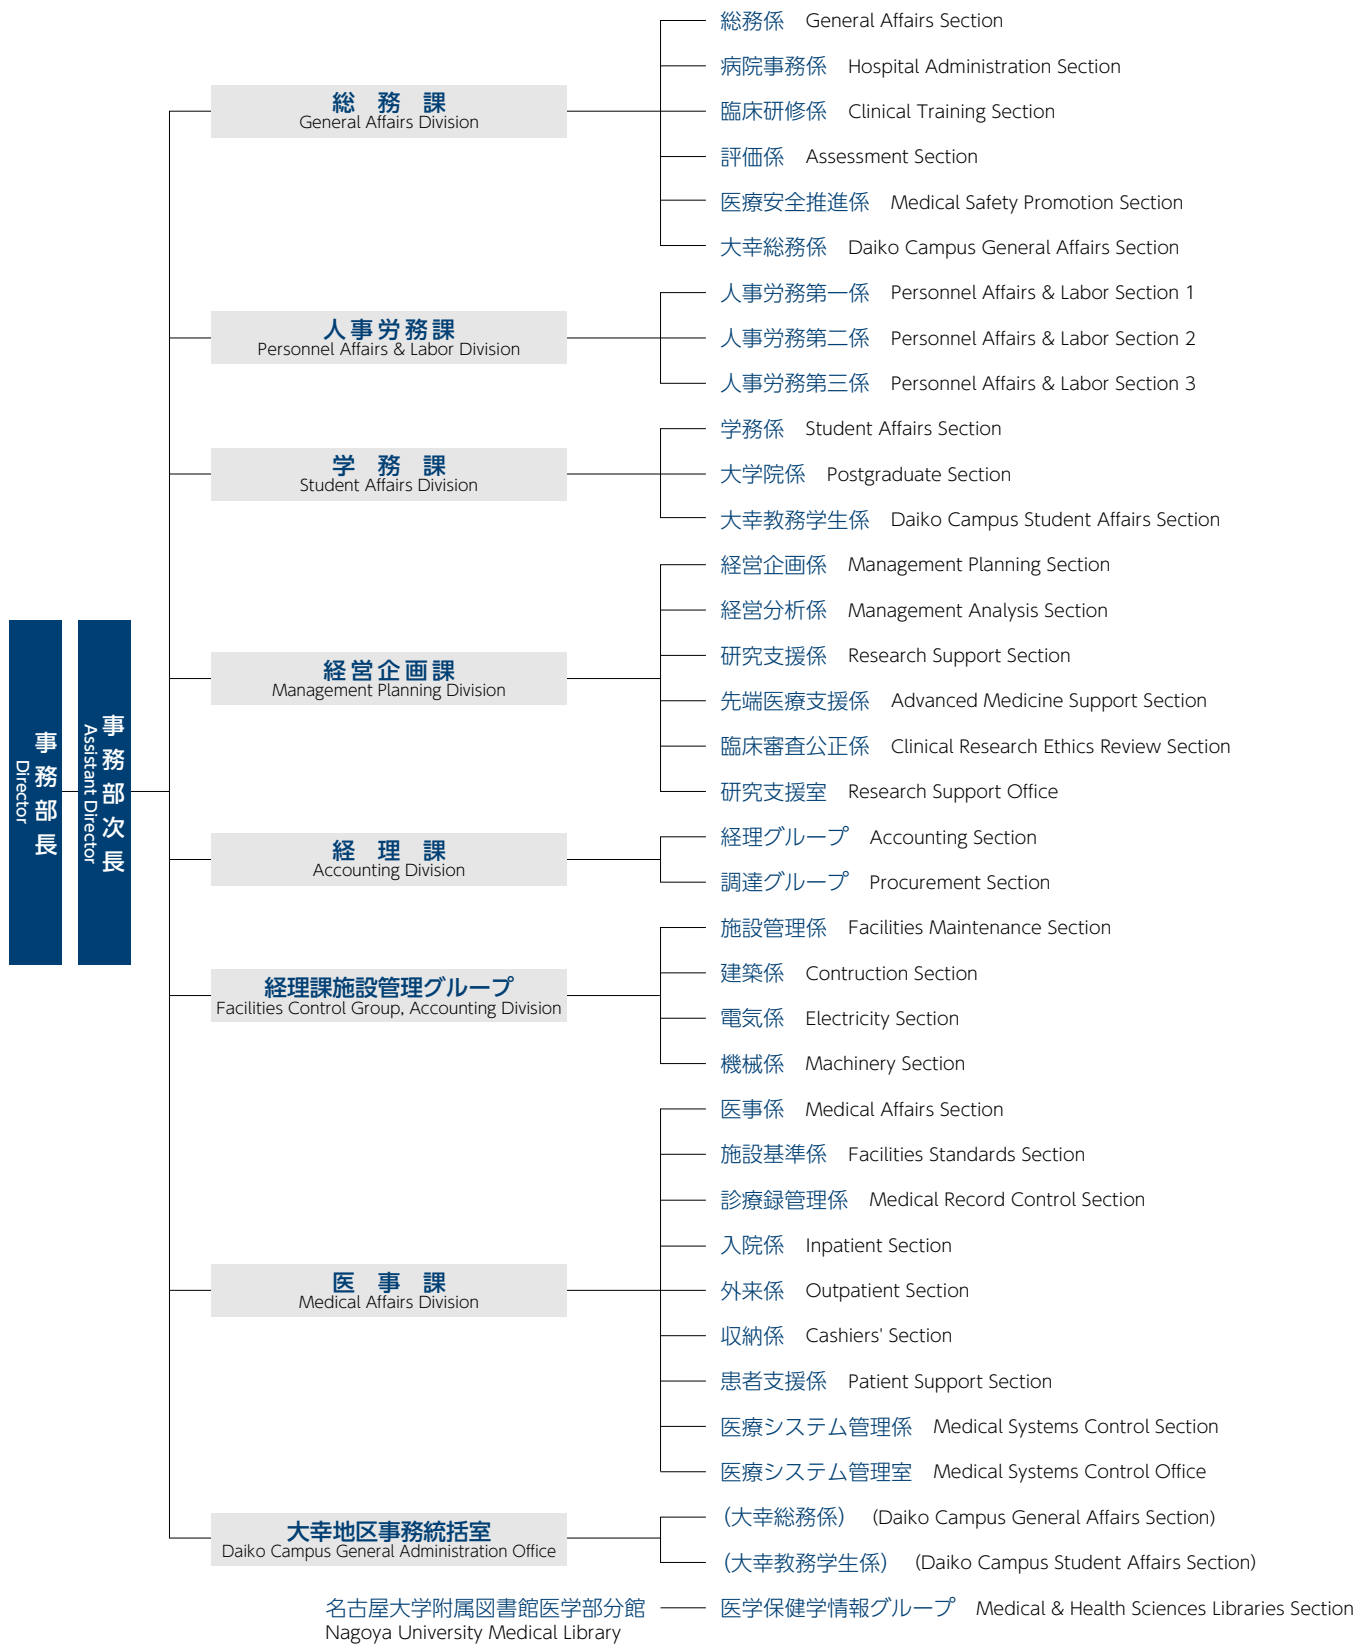 事務部長
Director
事務部次長
Assistant Director
総務課
General Affairs Division
総務係 General Affairs Section
病院事務係 Hospital Administration Section
臨床研修係 Clinical Training Section
評価係 Assessment Section
医療安全推進係 Medical Safety Promotion Section
大幸総務係 Daiko Campus General Affairs Section
人事労務課
Personnel Affairs & Labor Division
人事労務第一係 Personnel Affairs & Labor Section 1
人事労務第二係 Personnel Affairs & Labor Section 2
人事労務第三係 Personnel Affairs & Labor Section 3
学務課
Student Affairs Division
学務係 Student Affairs Section
大学院係 Postgraduate Section
大幸教務学生係 Daiko Campus Student Affairs Section
経営企画課
Management Planning Division
経営企画係 Management Planning Section
経営分析係 Management Analysis Section
研究支援係 Research Support Section
先端医療支援係 Advanced Medicine Support Section
臨床審査公正係 Clinical Research Ethics Review Section
研究支援室 Research Support Office
経理課
Accounting Division
経理グループ Accounting Section
調達グループ Procurement Section
経理課施設管理グループ
Facilities Control Group, Accounting Division
施設管理係 Facilities Maintenance Section
建築係 Contruction Section
電気係 Electricity Section
機械係 Machinery Section
医事課
Medical Affairs Division
医事係 Medical Affairs Section
施設基準係 Facilities Standards Section
診療録管理係 Medical Record Control Section
入院係 Inpatient Section
外来係 Outpatient Section
収納係 Cashiers' Section
患者支援係 Patient Support Section
医療システム管理係 Medical Systems Control Section
医療システム管理室 Medical Systems Control Office
大幸地区事務統括室
Daiko Campus General Administration Office
(大幸総務係) (Daiko Campus General Affairs Section)
(大幸教務学生係) (Daiko Campus Student Affairs Section)
名古屋大学附属図書館医学部分館
Nagoya University Medical Library
医学保健学情報グループ Medical & Health Sciences Libraries Section